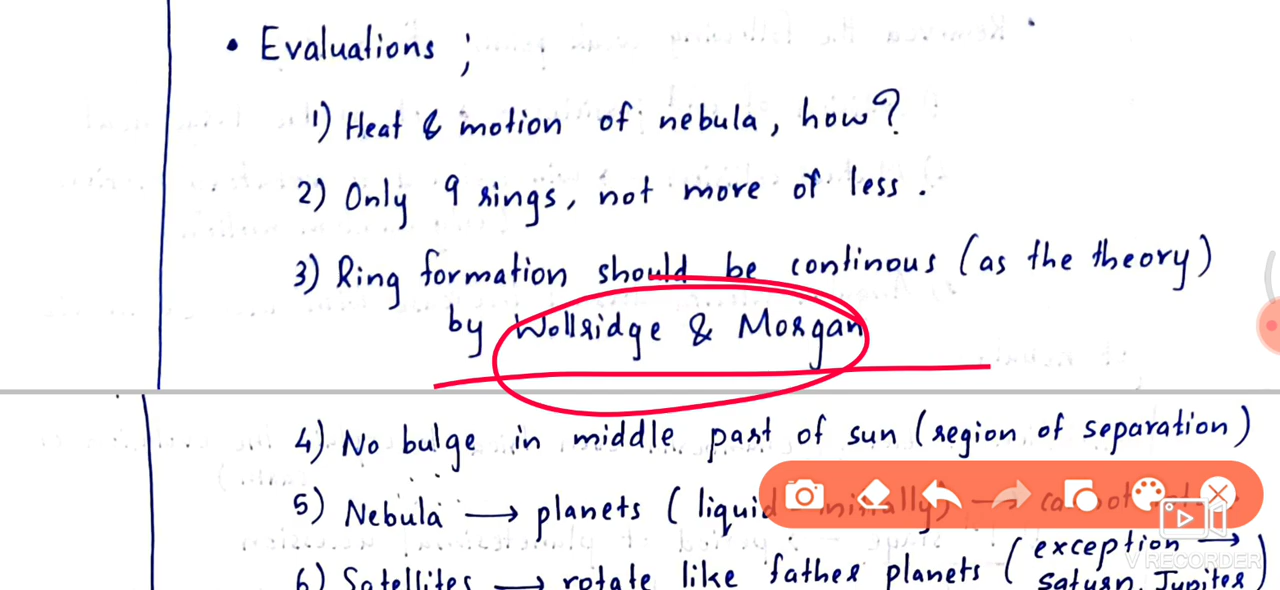 • Evaluations ;
1) Heat & motion of nebula, how?
2) Only 9 rings, not more or less.
3) Ring formation should be continous (as the theory)
by Wollridge & Morgan
4) No bulge in middle part of sun (region of separation)
5) Nebula → planets (liquid - initially) →
6) Satellites → rotate like father planets (exception →
Saturn, Jupiter)
V RECORDER